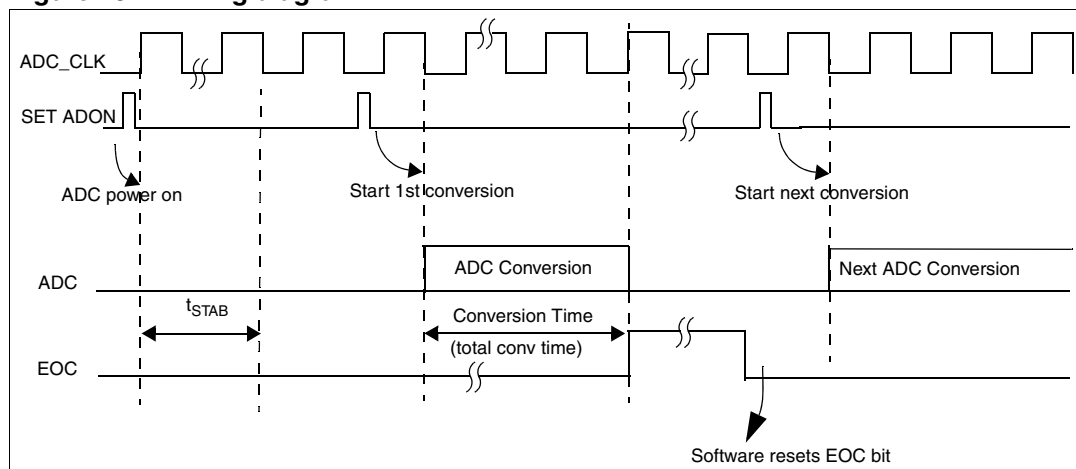 ADC_CLK
SET ADON
ADC power on
Start 1st conversion
Start next conversion
ADC
ADC Conversion
Next ADC Conversion
tSTAB
Conversion Time
(total conv time)
EOC
Software resets EOC bit